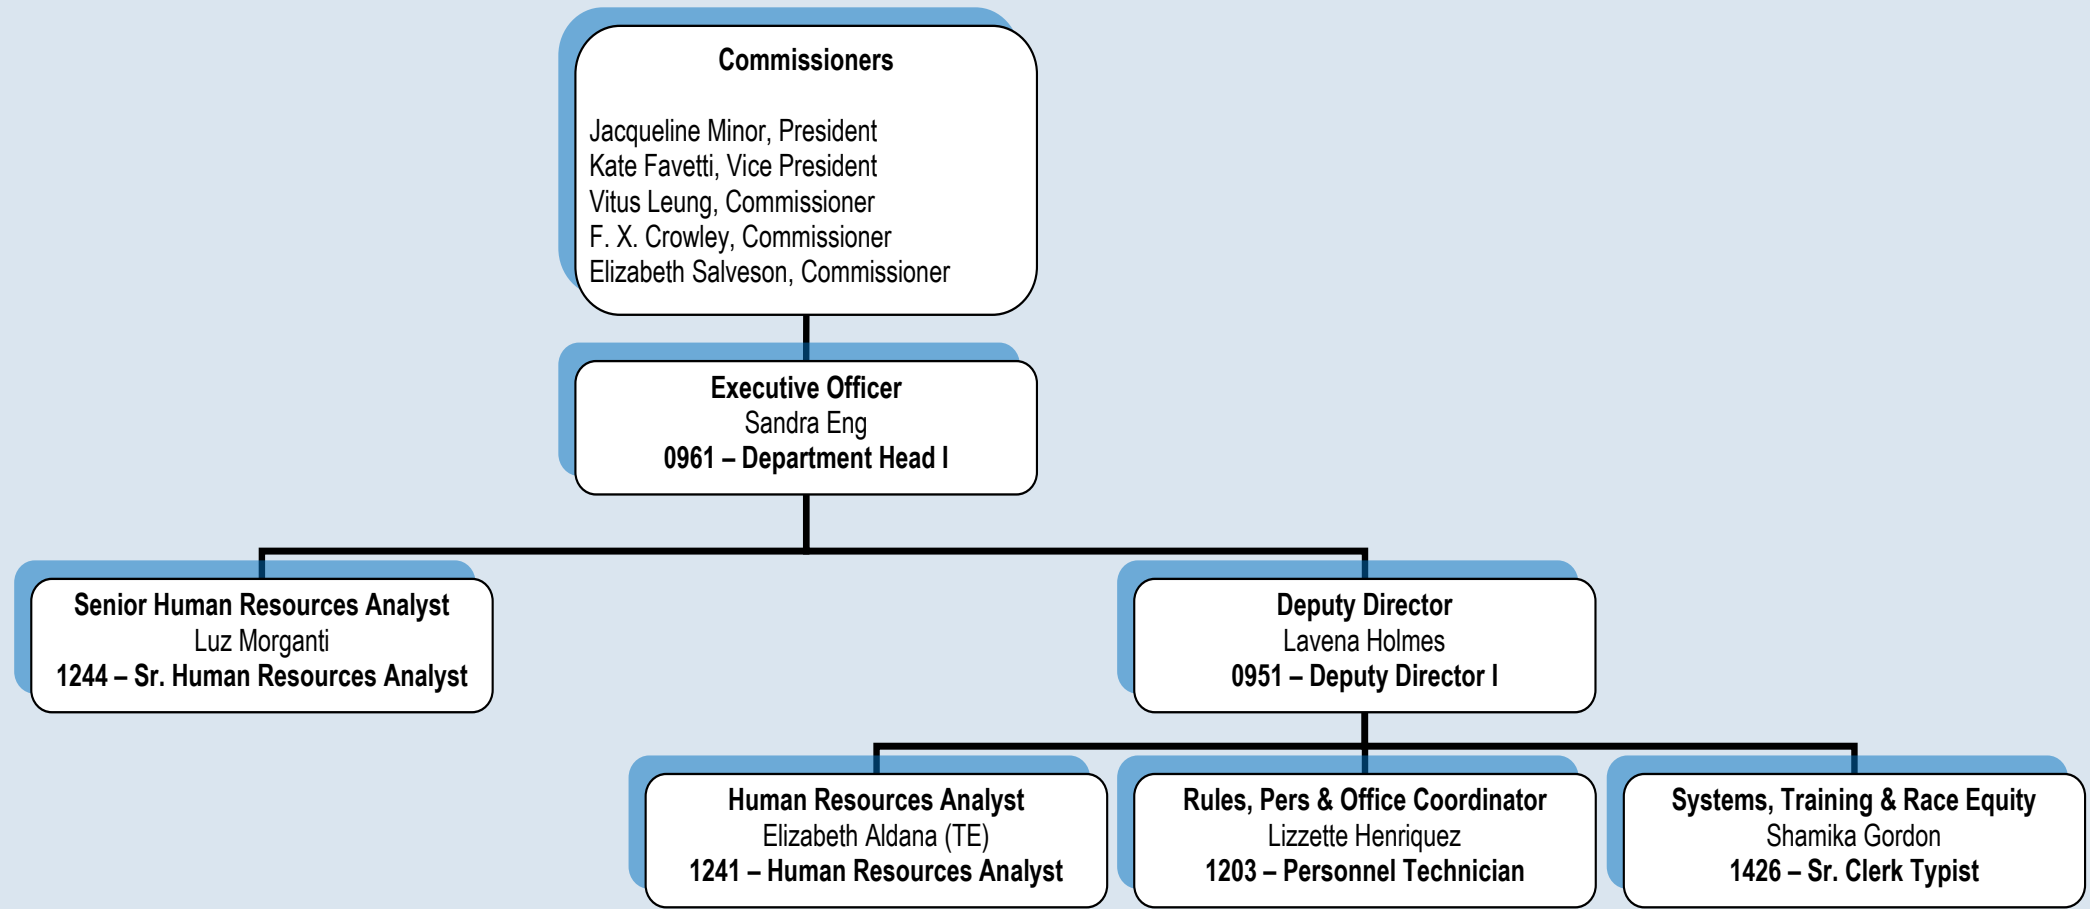 Commissioners
Jacqueline Minor, President
Kate Favetti, Vice President
Vitus Leung, Commissioner
F. X. Crowley, Commissioner
Elizabeth Salveson, Commissioner
Executive Officer
Sandra Eng
0961 – Department Head I
Senior Human Resources Analyst
Luz Morganti
1244 – Sr. Human Resources Analyst
Deputy Director
Lavena Holmes
0951 – Deputy Director I
Human Resources Analyst
Elizabeth Aldana (TE)
1241 – Human Resources Analyst
Rules, Pers & Office Coordinator
Lizzette Henriquez
1203 – Personnel Technician
Systems, Training & Race Equity
Shamika Gordon
1426 – Sr. Clerk Typist